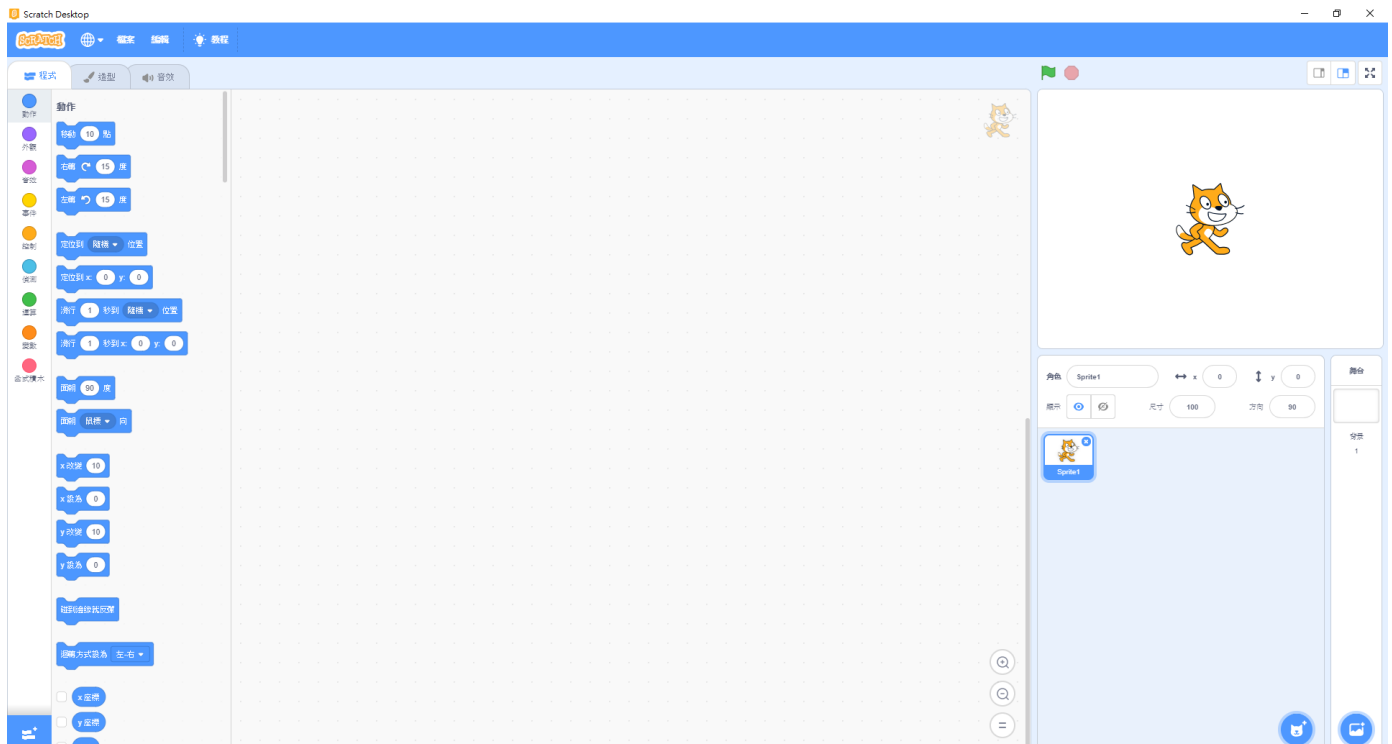 Scratch Desktop
SCRATCH 檔案 編輯 教程
程式 造型 音效
動作
外觀
音效
事件
控制
偵測
運算
變數
函式積木
動作
移動 10 點
右轉 15 度
左轉 15 度
定位到 隨機 位置
定位到 x: 0 y: 0
滑行 1 秒到 隨機 位置
滑行 1 秒到 x: 0 y: 0
面朝 90 度
面朝 鼠標 向
x 改變 10
x 設為 0
y 改變 10
y 設為 0
碰到邊緣就反彈
迴轉方式設為 左-右
x 座標
y 座標
角色 Sprite1 x 0 y 0
顯示 尺寸 100 方向 90
Sprite1
舞台
背景
1